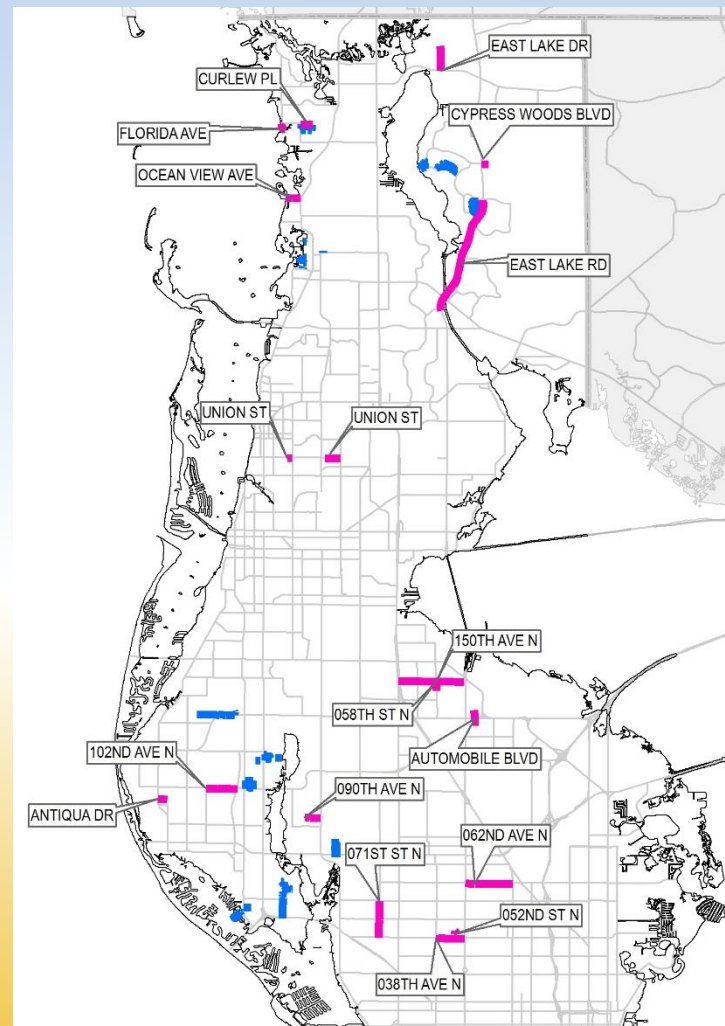 EAST LAKE DR
CURLEW PL
CYPRESS WOODS BLVD
FLORIDA AVE
OCEAN VIEW AVE
EAST LAKE RD
UNION ST
UNION ST
150TH AVE N
058TH ST N
102ND AVE N
AUTOMOBILE BLVD
ANTIQUA DR
090TH AVE N
071ST ST N
062ND AVE N
052ND ST N
038TH AVE N